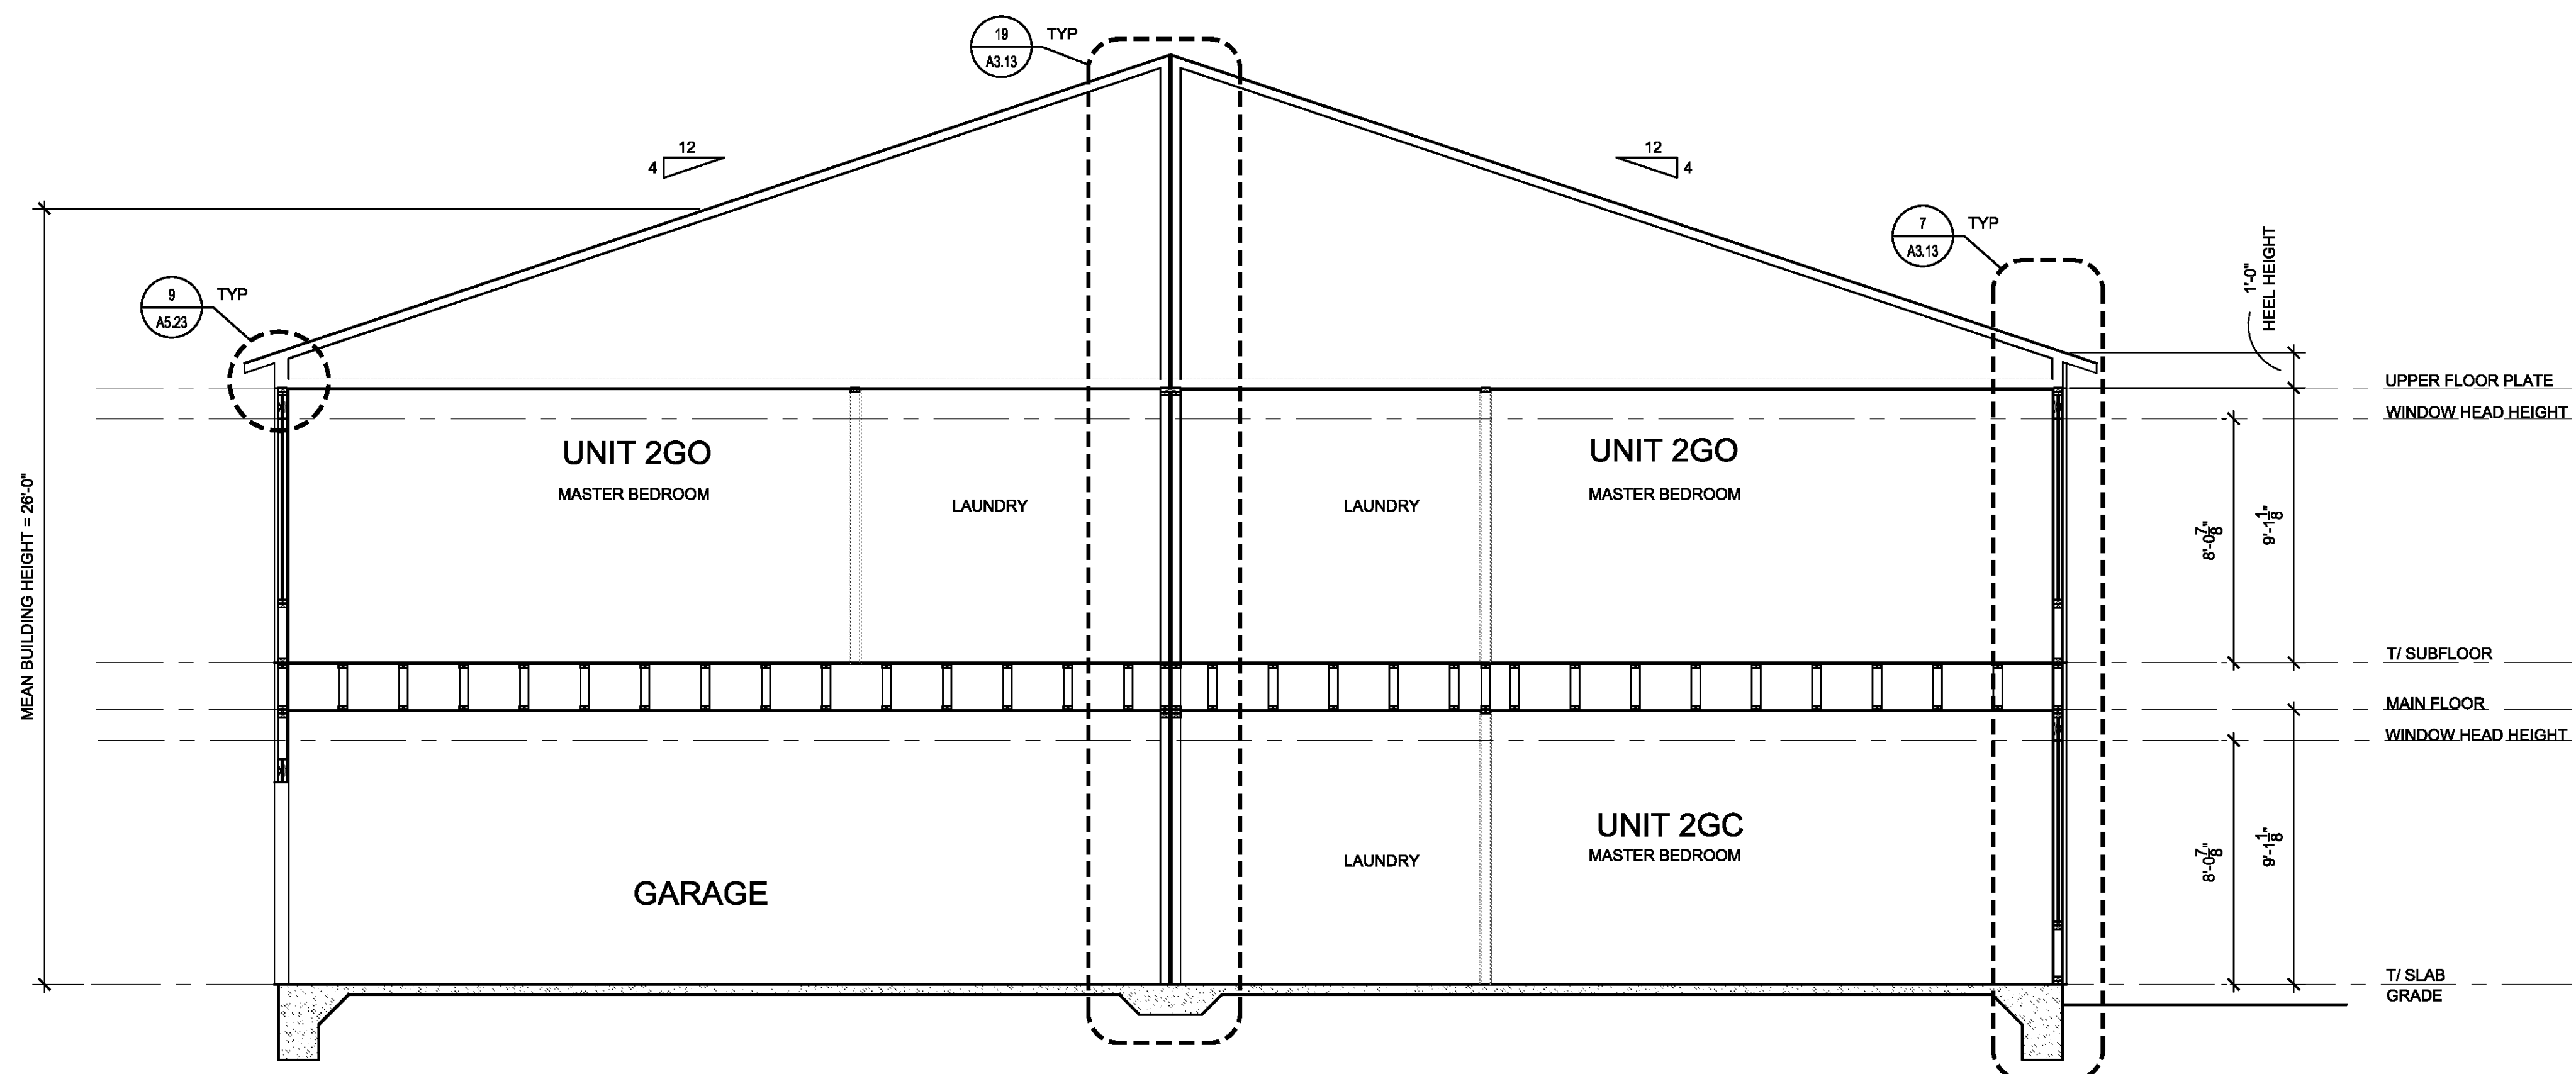 19
A3.13
TYP
12
4
12
4
7
A3.13
TYP
1'-0"
HEEL HEIGHT
9
A5.23
TYP
UPPER FLOOR PLATE
WINDOW HEAD HEIGHT
UNIT 2GO
MASTER BEDROOM
LAUNDRY
LAUNDRY
UNIT 2GO
MASTER BEDROOM
8'-0 7/8"
9'-1 1/8"
MEAN BUILDING HEIGHT = 26'-0"
T/ SUBFLOOR
MAIN FLOOR
WINDOW HEAD HEIGHT
GARAGE
LAUNDRY
UNIT 2GC
MASTER BEDROOM
8'-0 7/8"
9'-1 1/8"
T/ SLAB
GRADE